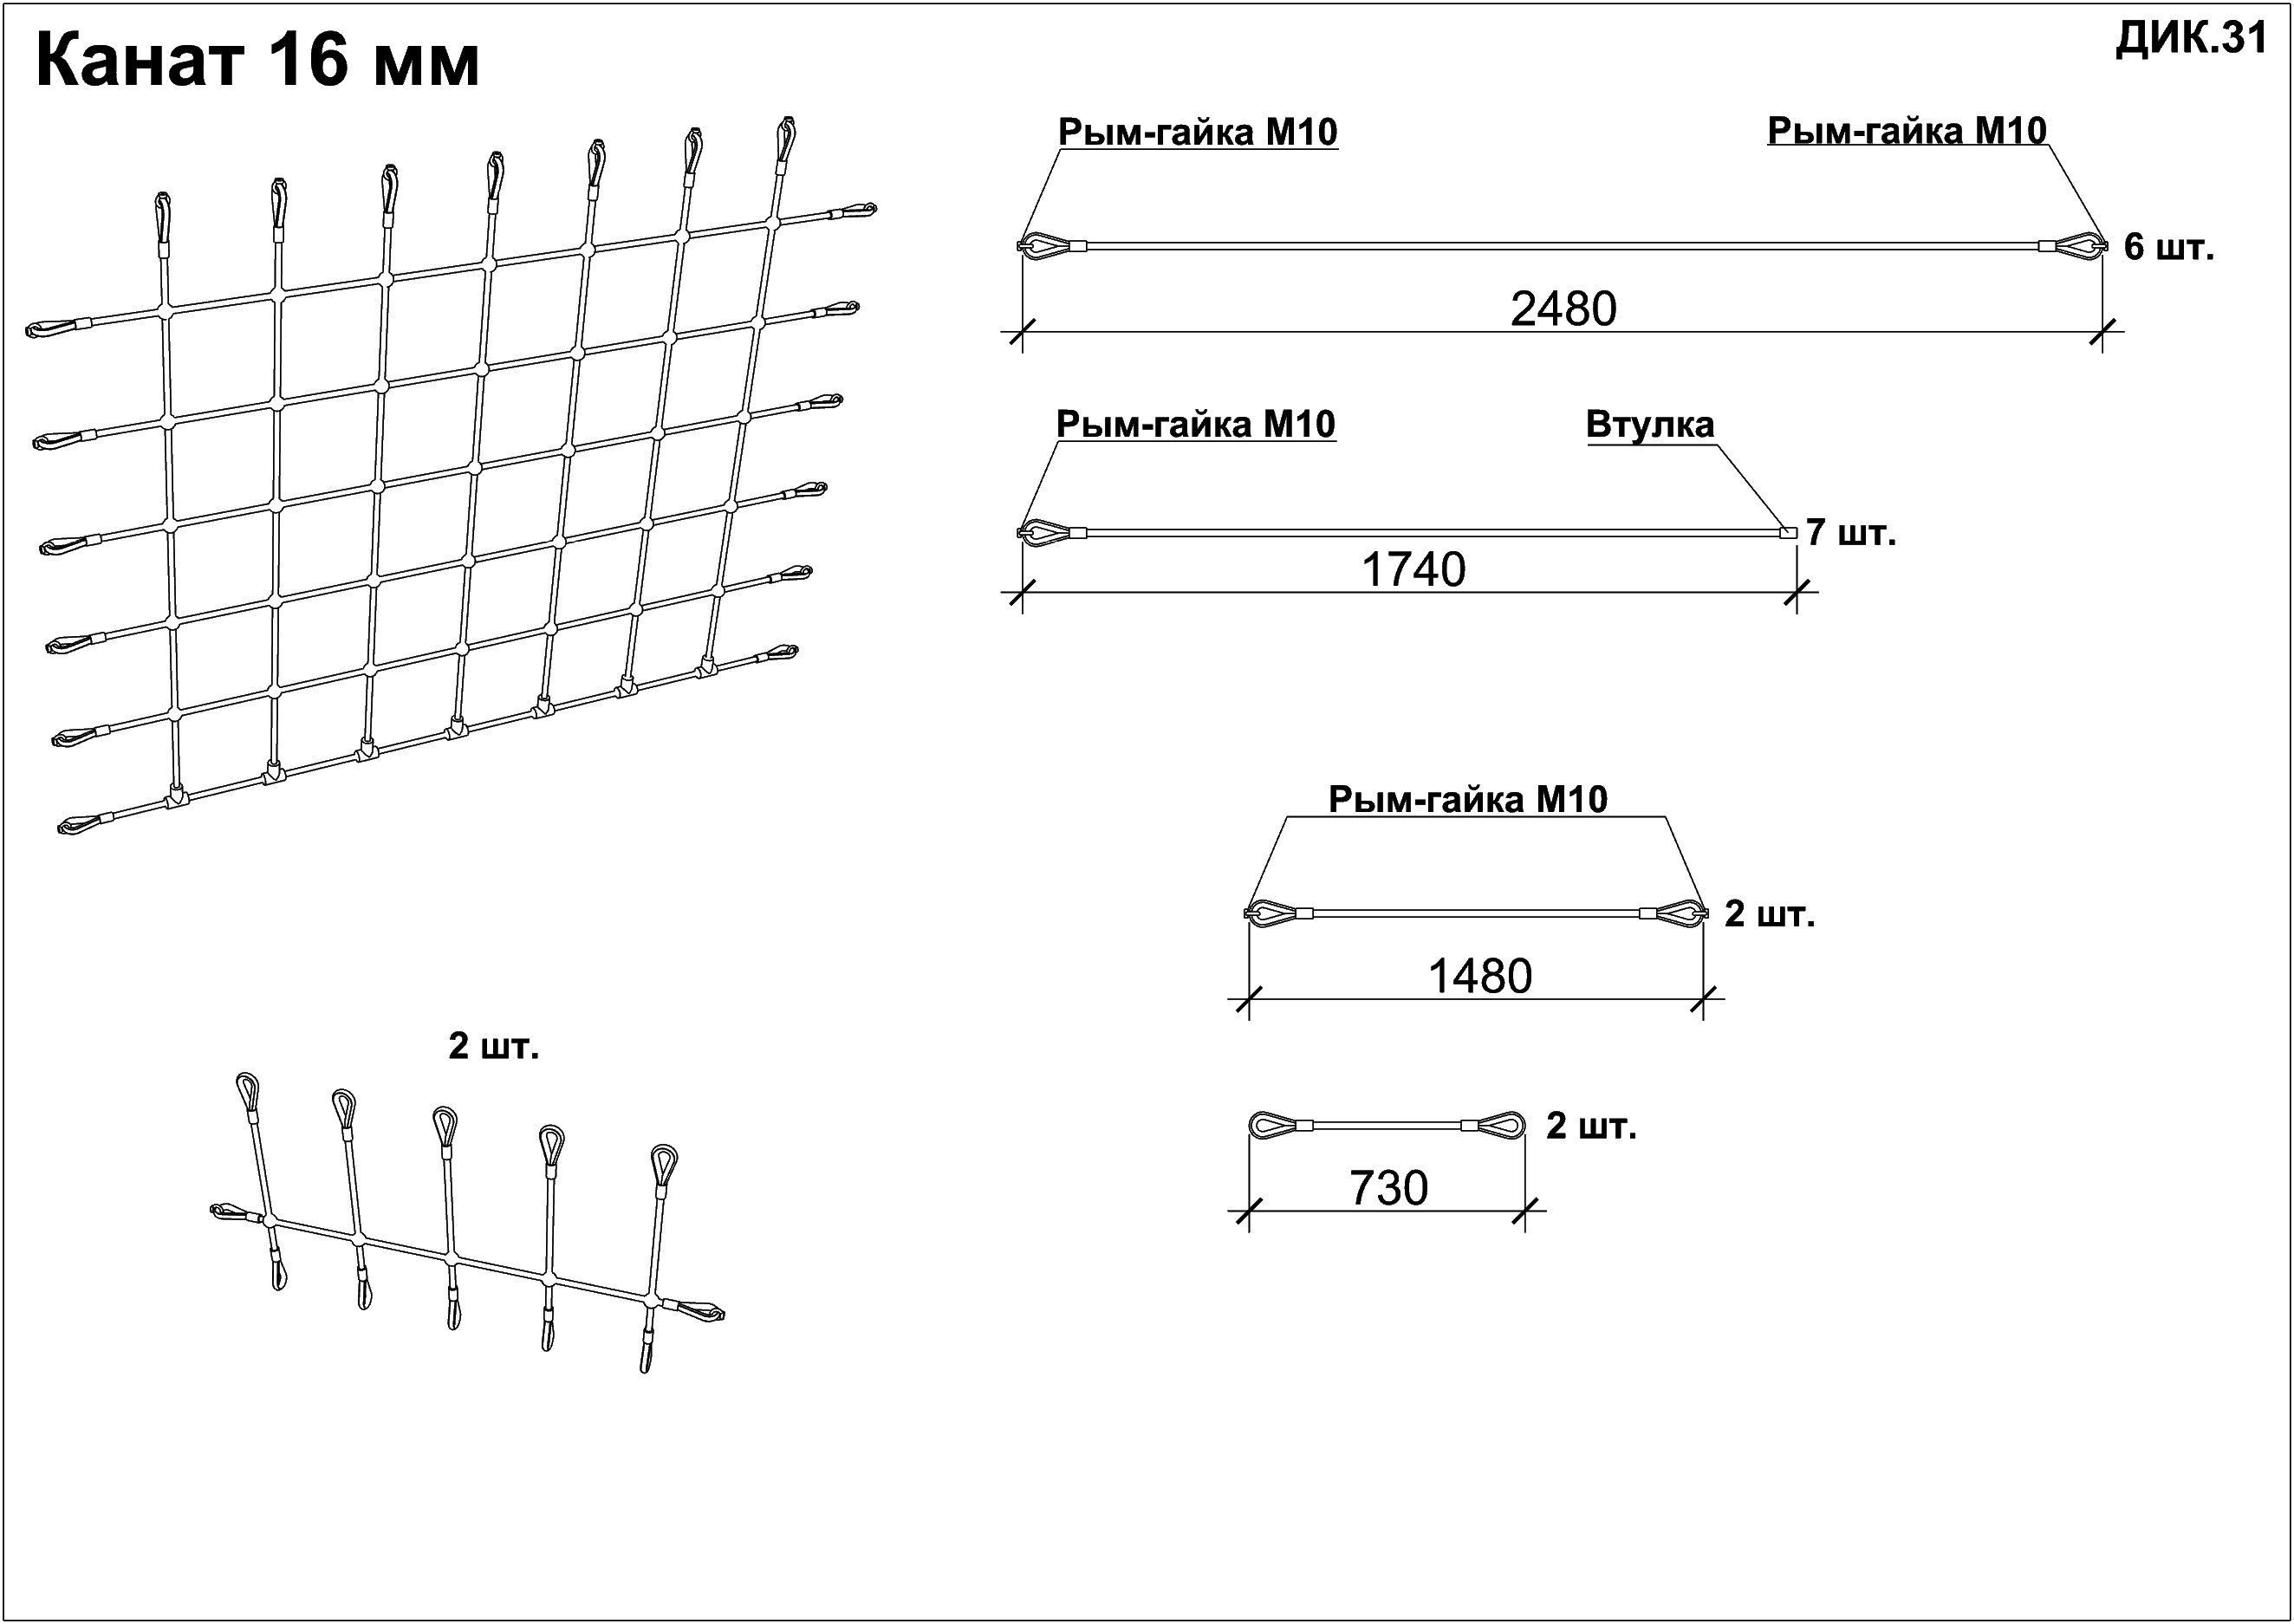 Канат 16 мм
ДИК.31
Рым-гайка М10
Рым-гайка М10
6 шт.
2480
Рым-гайка М10
Втулка
7 шт.
1740
Рым-гайка М10
2 шт.
1480
2 шт.
2 шт.
730